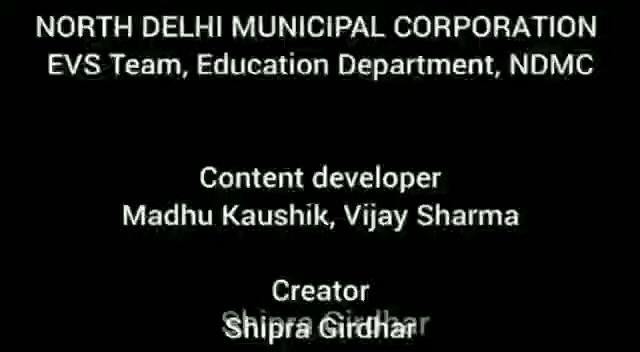 NORTH DELHI MUNICIPAL CORPORATION
EVS Team, Education Department, NDMC
Content developer
Madhu Kaushik, Vijay Sharma
Creator
Shipra Girdhar